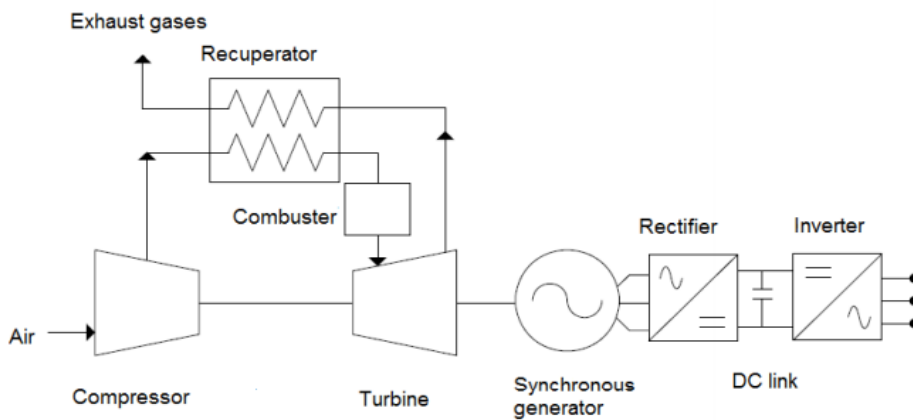 Exhaust gases
Recuperator
Combuster
Rectifier
Inverter
Air
Compressor
Turbine
Synchronous
generator
DC link